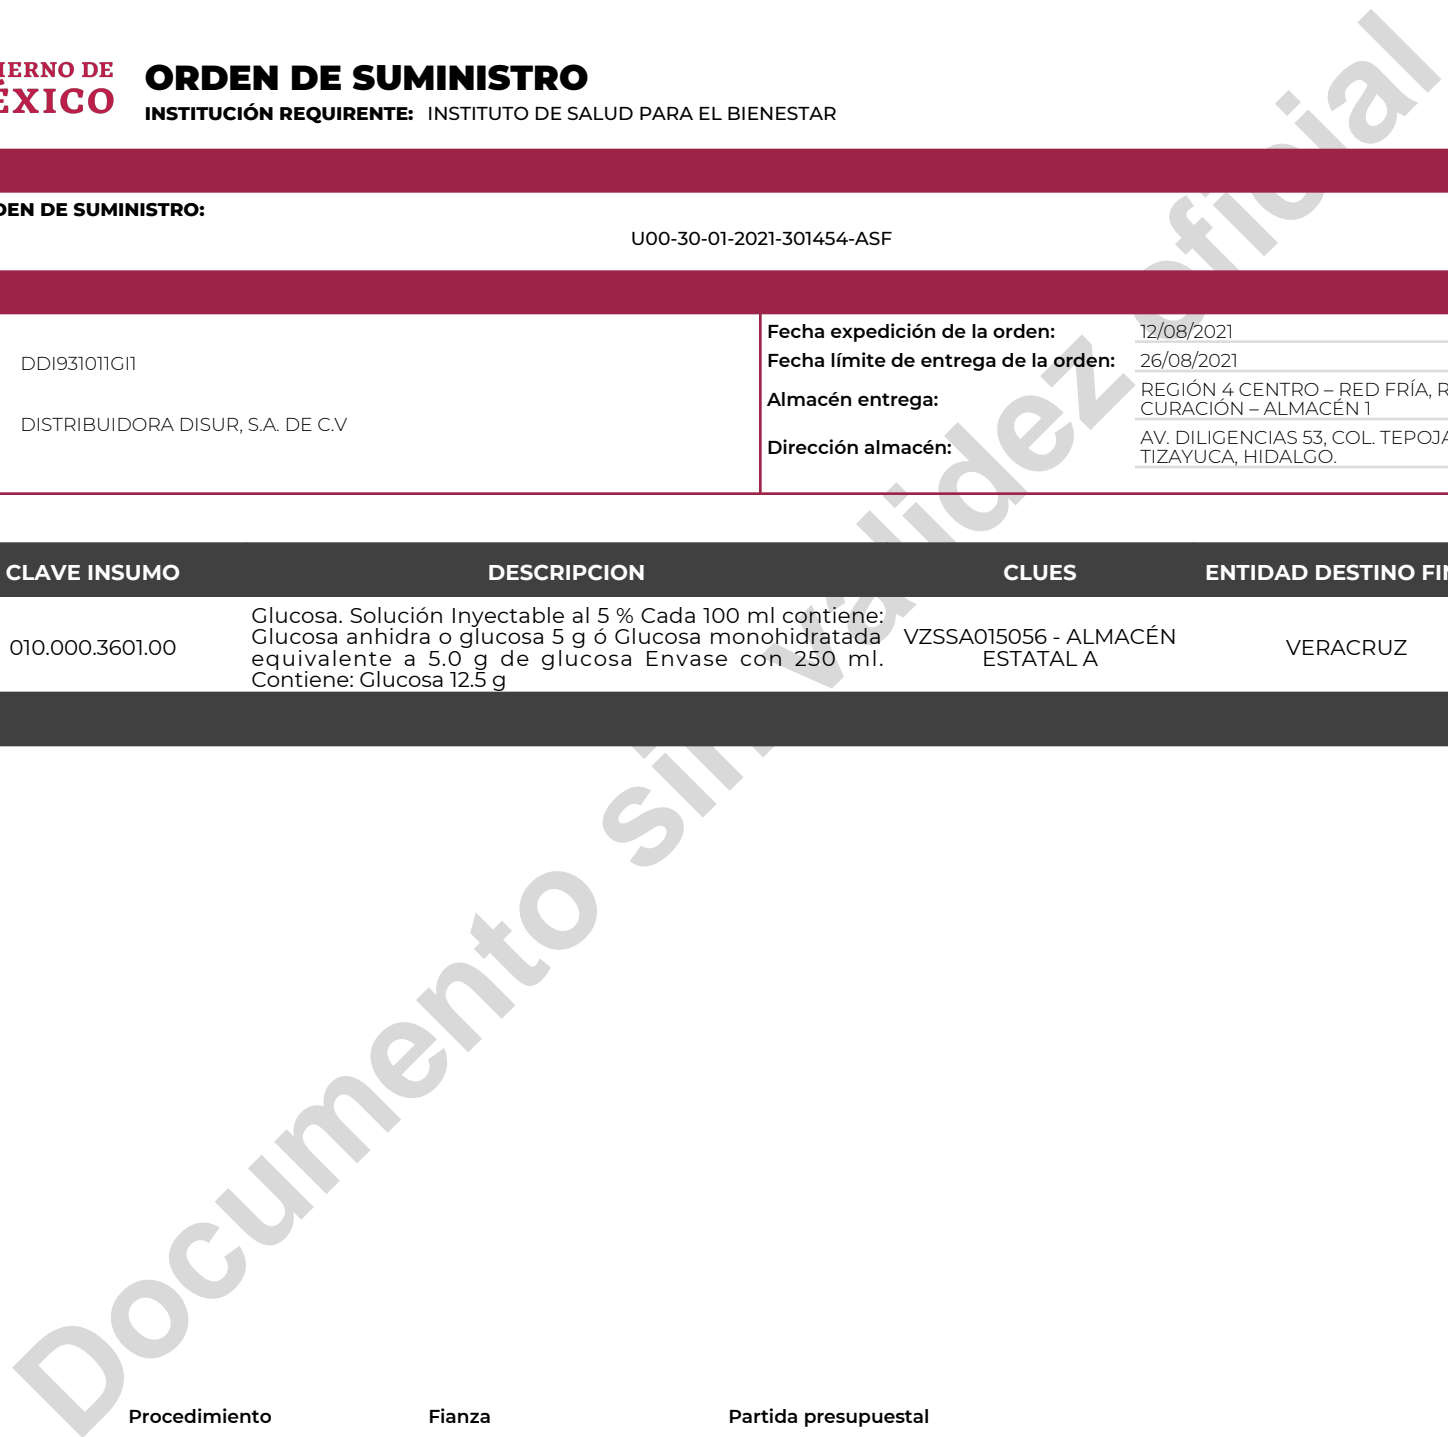 IERNO DE
ÉXICO
ORDEN DE SUMINISTRO
INSTITUCIÓN REQUIRENTE: INSTITUTO DE SALUD PARA EL BIENESTAR
DEN DE SUMINISTRO:
U00-30-01-2021-301454-ASF
DDI931011GI1
DISTRIBUIDORA DISUR, S.A. DE C.V
Fecha expedición de la orden: 12/08/2021
Fecha límite de entrega de la orden: 26/08/2021
Almacén entrega: REGIÓN 4 CENTRO – RED FRÍA, R
CURACIÓN – ALMACÉN 1
Dirección almacén: AV. DILIGENCIAS 53, COL. TEPOJA
TIZAYUCA, HIDALGO.
CLAVE INSUMO DESCRIPCION CLUES ENTIDAD DESTINO FIN
010.000.3601.00
Glucosa. Solución Inyectable al 5 % Cada 100 ml contiene:
Glucosa anhidra o glucosa 5 g ó Glucosa monohidratada
equivalente a 5.0 g de glucosa Envase con 250 ml.
Contiene: Glucosa 12.5 g
VZSSA015056 - ALMACÉN
ESTATAL A
VERACRUZ
Documento sin validez oficial
Procedimiento Fianza Partida presupuestal